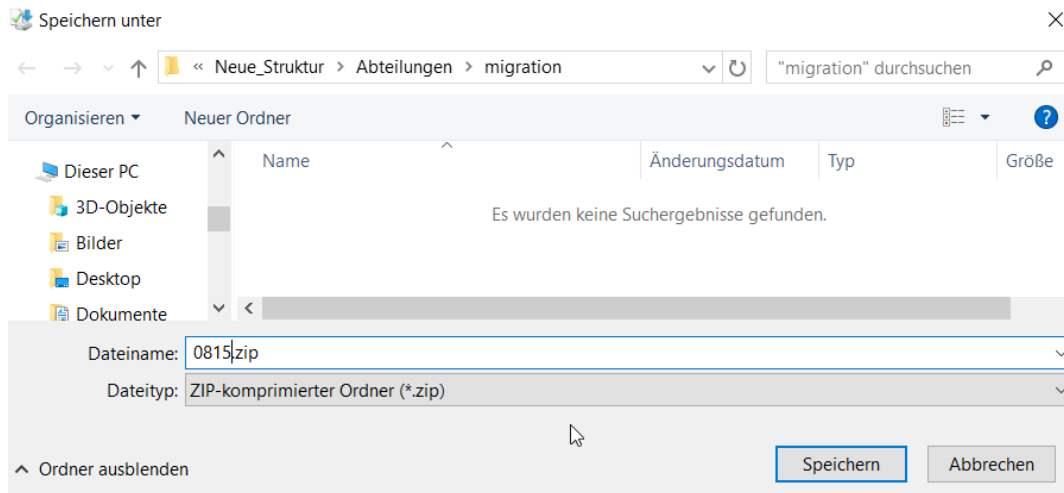 Speichern unter
« Neue_Struktur > Abteilungen > migration
"migration" durchsuchen
Organisieren
Neuer Ordner
Dieser PC
3D-Objekte
Bilder
Desktop
Dokumente
Name
Änderungsdatum
Typ
Größe
Es wurden keine Suchergebnisse gefunden.
Dateiname: 0815.zip
Dateityp: ZIP-komprimierter Ordner (*.zip)
Ordner ausblenden
Speichern
Abbrechen